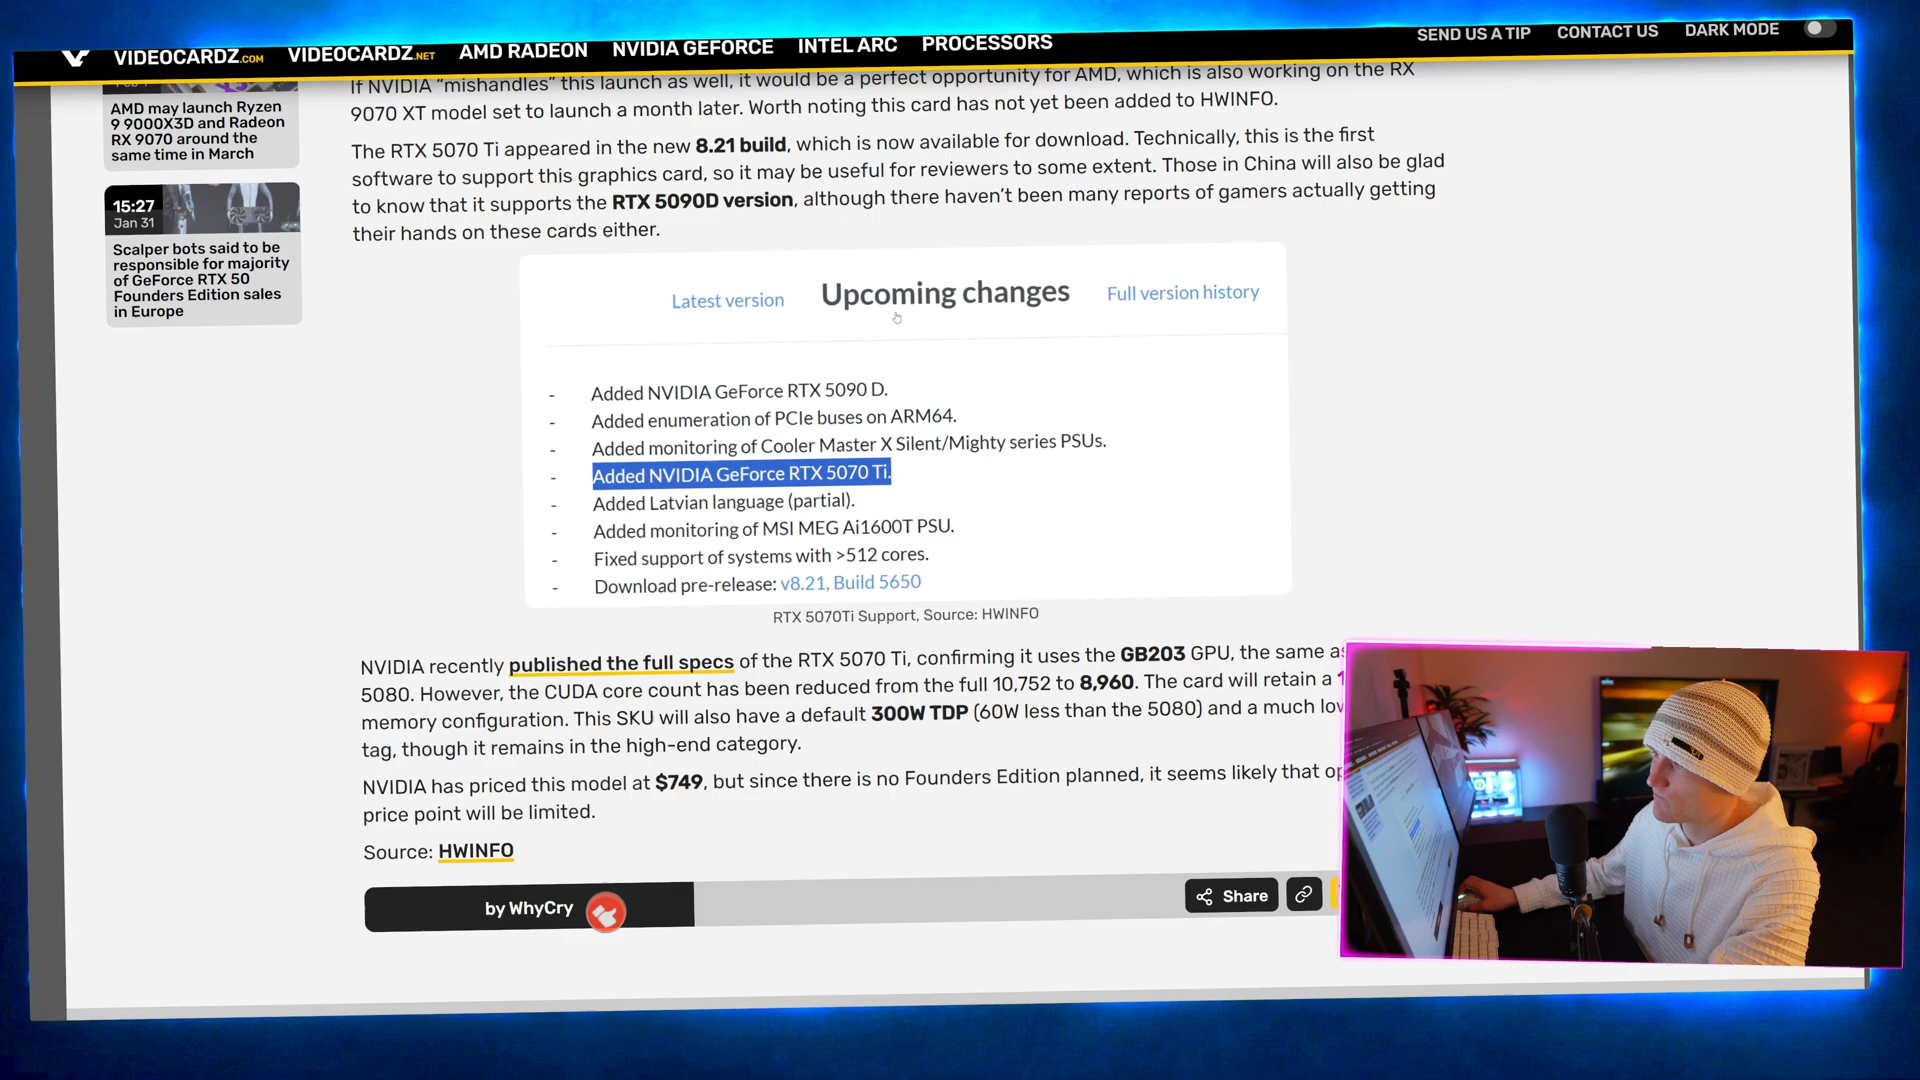 VIDEOCARDZ.COM VIDEOCARDZ.NET AMD RADEON NVIDIA GEFORCE INTEL ARC PROCESSORS SEND US A TIP CONTACT US DARK MODE
AMD may launch Ryzen
9 9000X3D and Radeon
RX 9070 around the
same time in March
15:27
Jan 31
Scalper bots said to be
responsible for majority
of GeForce RTX 50
Founders Edition sales
in Europe
If NVIDIA “mishandles” this launch as well, it would be a perfect opportunity for AMD, which is also working on the RX
9070 XT model set to launch a month later. Worth noting this card has not yet been added to HWINFO.
The RTX 5070 Ti appeared in the new 8.21 build, which is now available for download. Technically, this is the first
software to support this graphics card, so it may be useful for reviewers to some extent. Those in China will also be glad
to know that it supports the RTX 5090D version, although there haven’t been many reports of gamers actually getting
their hands on these cards either.
Latest version Upcoming changes Full version history
- Added NVIDIA GeForce RTX 5090 D.
- Added enumeration of PCIe buses on ARM64.
- Added monitoring of Cooler Master X Silent/Mighty series PSUs.
- Added NVIDIA GeForce RTX 5070 Ti.
- Added Latvian language (partial).
- Added monitoring of MSI MEG Ai1600T PSU.
- Fixed support of systems with >512 cores.
- Download pre-release: v8.21, Build 5650
RTX 5070Ti Support, Source: HWINFO
NVIDIA recently published the full specs of the RTX 5070 Ti, confirming it uses the GB203 GPU, the same
5080. However, the CUDA core count has been reduced from the full 10,752 to 8,960. The card will retain a
memory configuration. This SKU will also have a default 300W TDP (60W less than the 5080) and a much
tag, though it remains in the high-end category.
NVIDIA has priced this model at $749, but since there is no Founders Edition planned, it seems likely that
price point will be limited.
Source: HWINFO
by WhyCry
Share